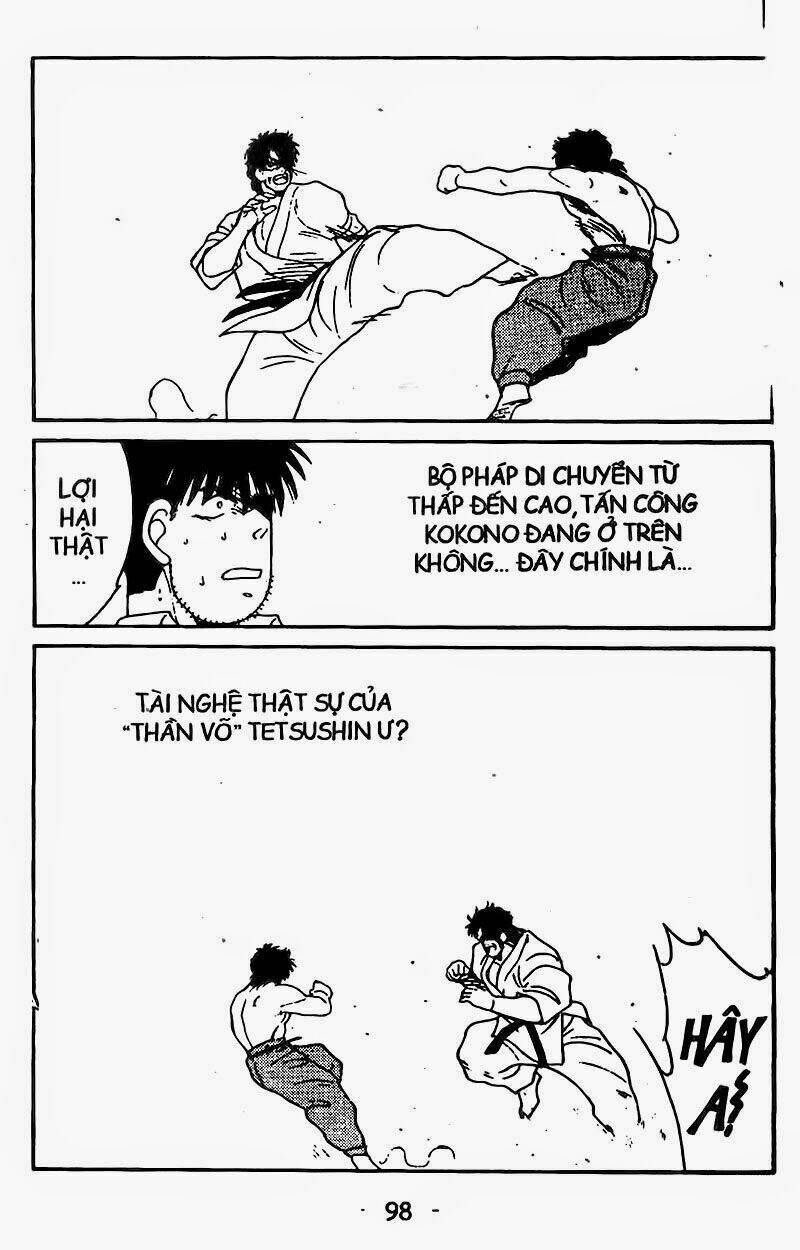 LỢI
HẠI
THẬT
...
BỘ PHÁP DI CHUYỂN TỪ
THẤP ĐẾN CAO, TẤN CÔNG
KOKONO ĐANG Ở TRÊN
KHÔNG... ĐÂY CHÍNH LÀ...
TÀI NGHỆ THẬT SỰ CỦA
“THẦN VÕ” TETSUSHIN Ư?
HÂY
A!
- 98 -